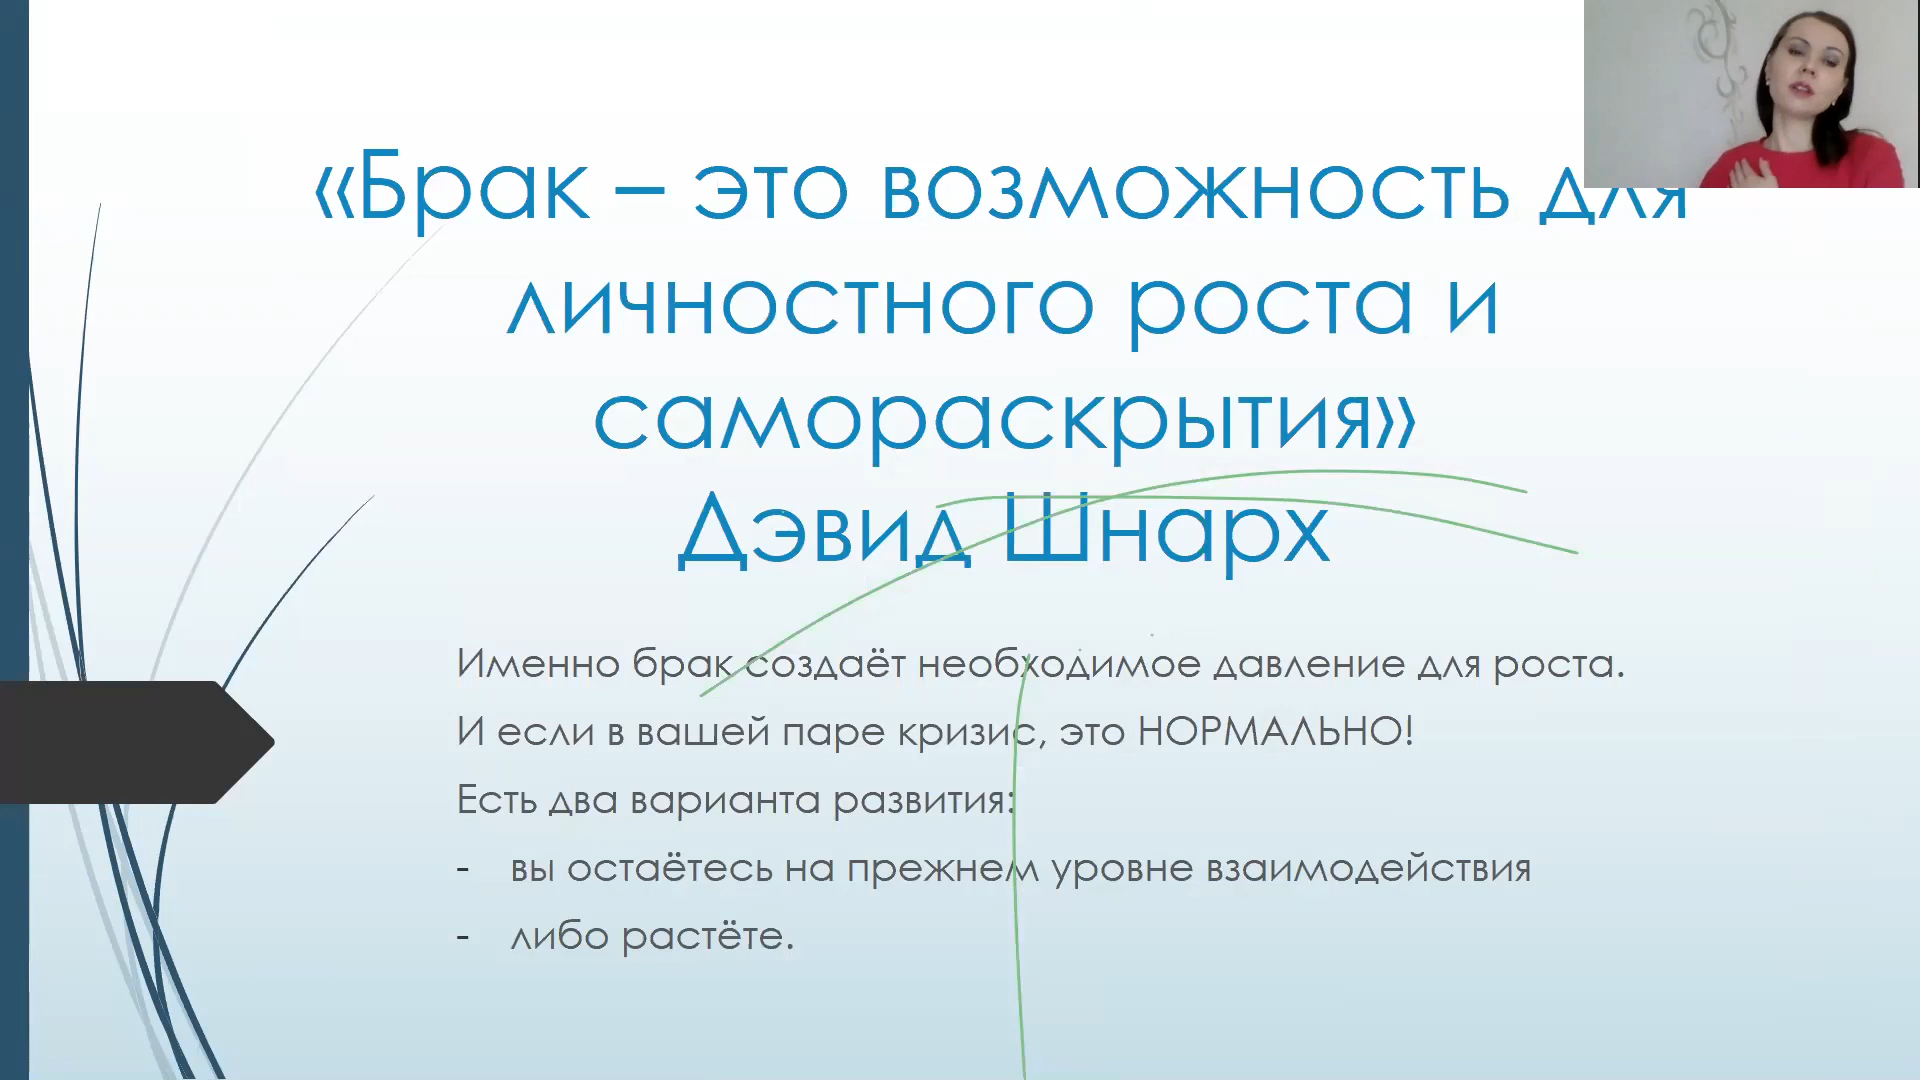 «Брак – это возможность для
личностного роста и
самораскрытия»
Дэвид Шнарх
Именно брак создаёт необходимое давление для роста.
И если в вашей паре кризис, это НОРМАЛЬНО!
Есть два варианта развития:
- вы остаётесь на прежнем уровне взаимодействия
- либо растёте.